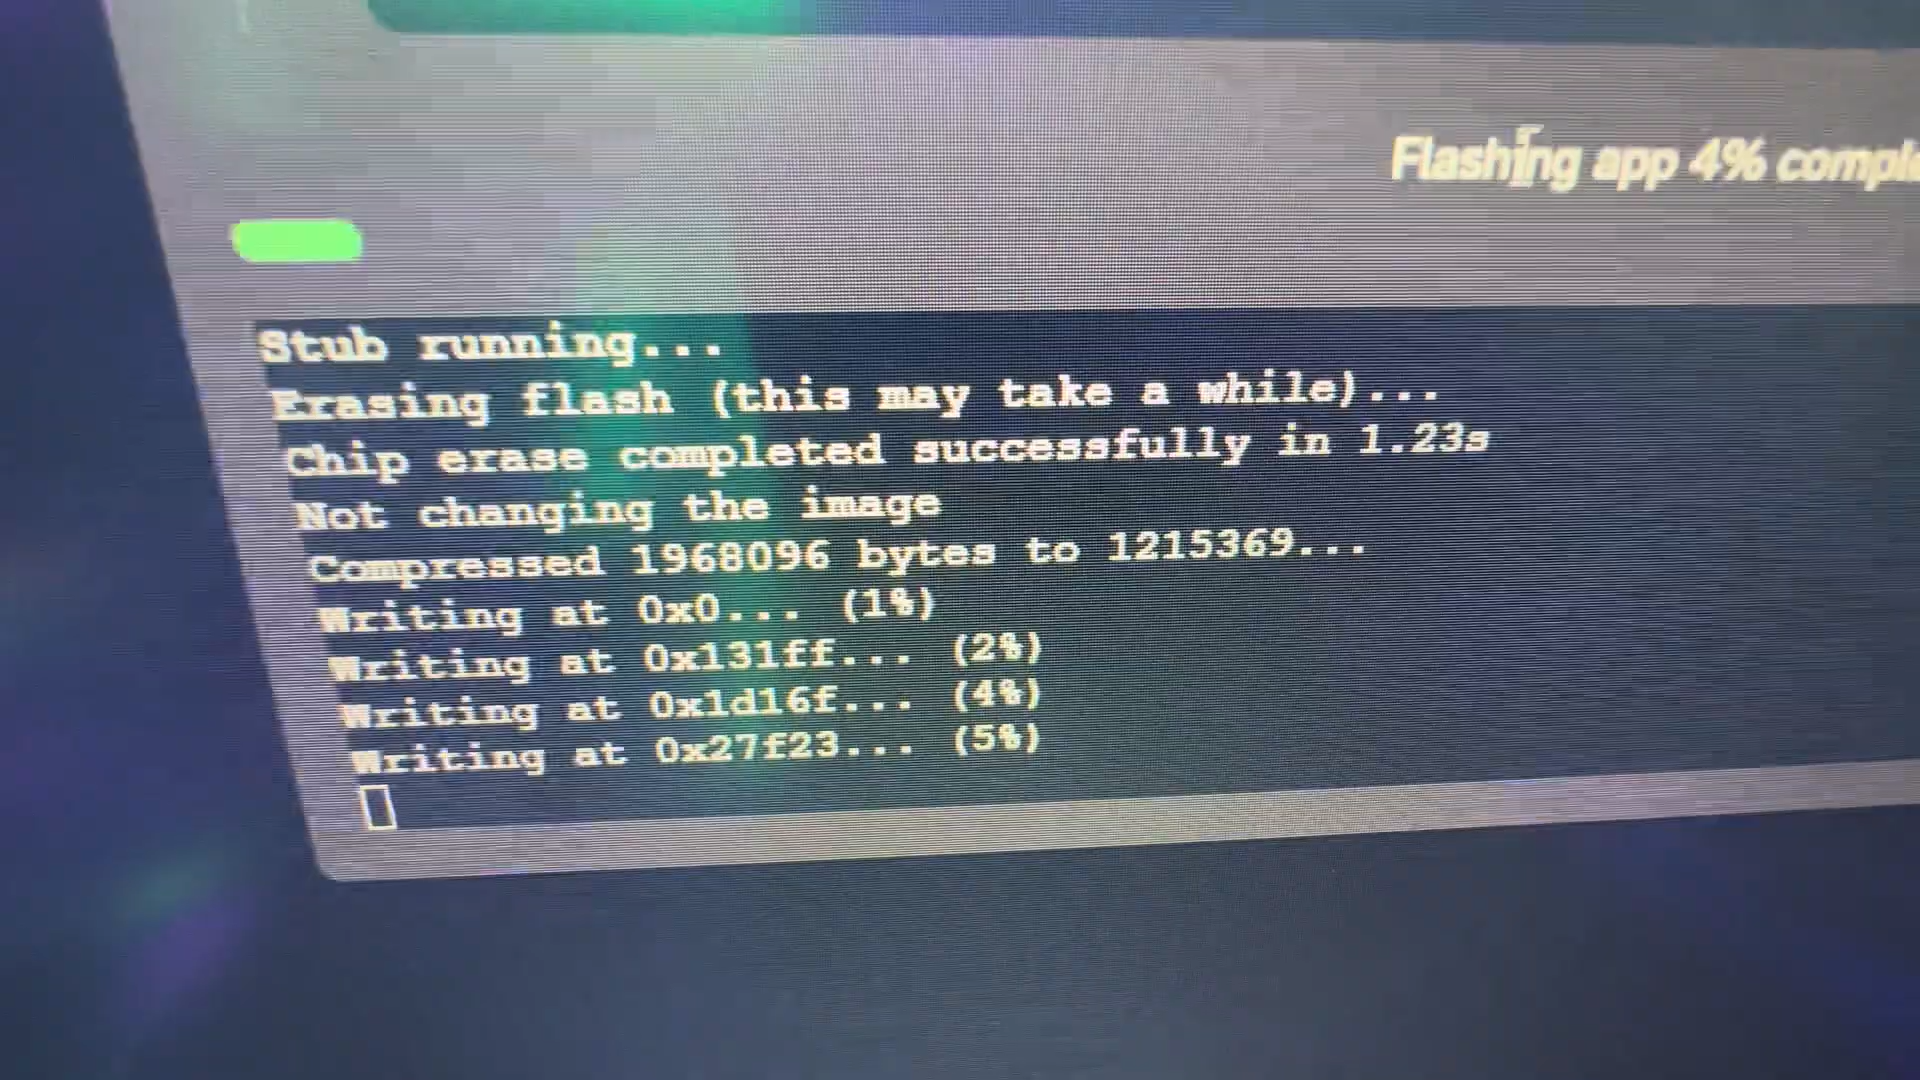 Flashing app 4% comple
Stub running...
Erasing flash (this may take a while)...
Chip erase completed successfully in 1.23s
Not changing the image
Compressed 1968096 bytes to 1215369...
Writing at 0x0... (1%)
Writing at 0x131ff... (2%)
Writing at 0x1d16f... (4%)
Writing at 0x27f23... (5%)